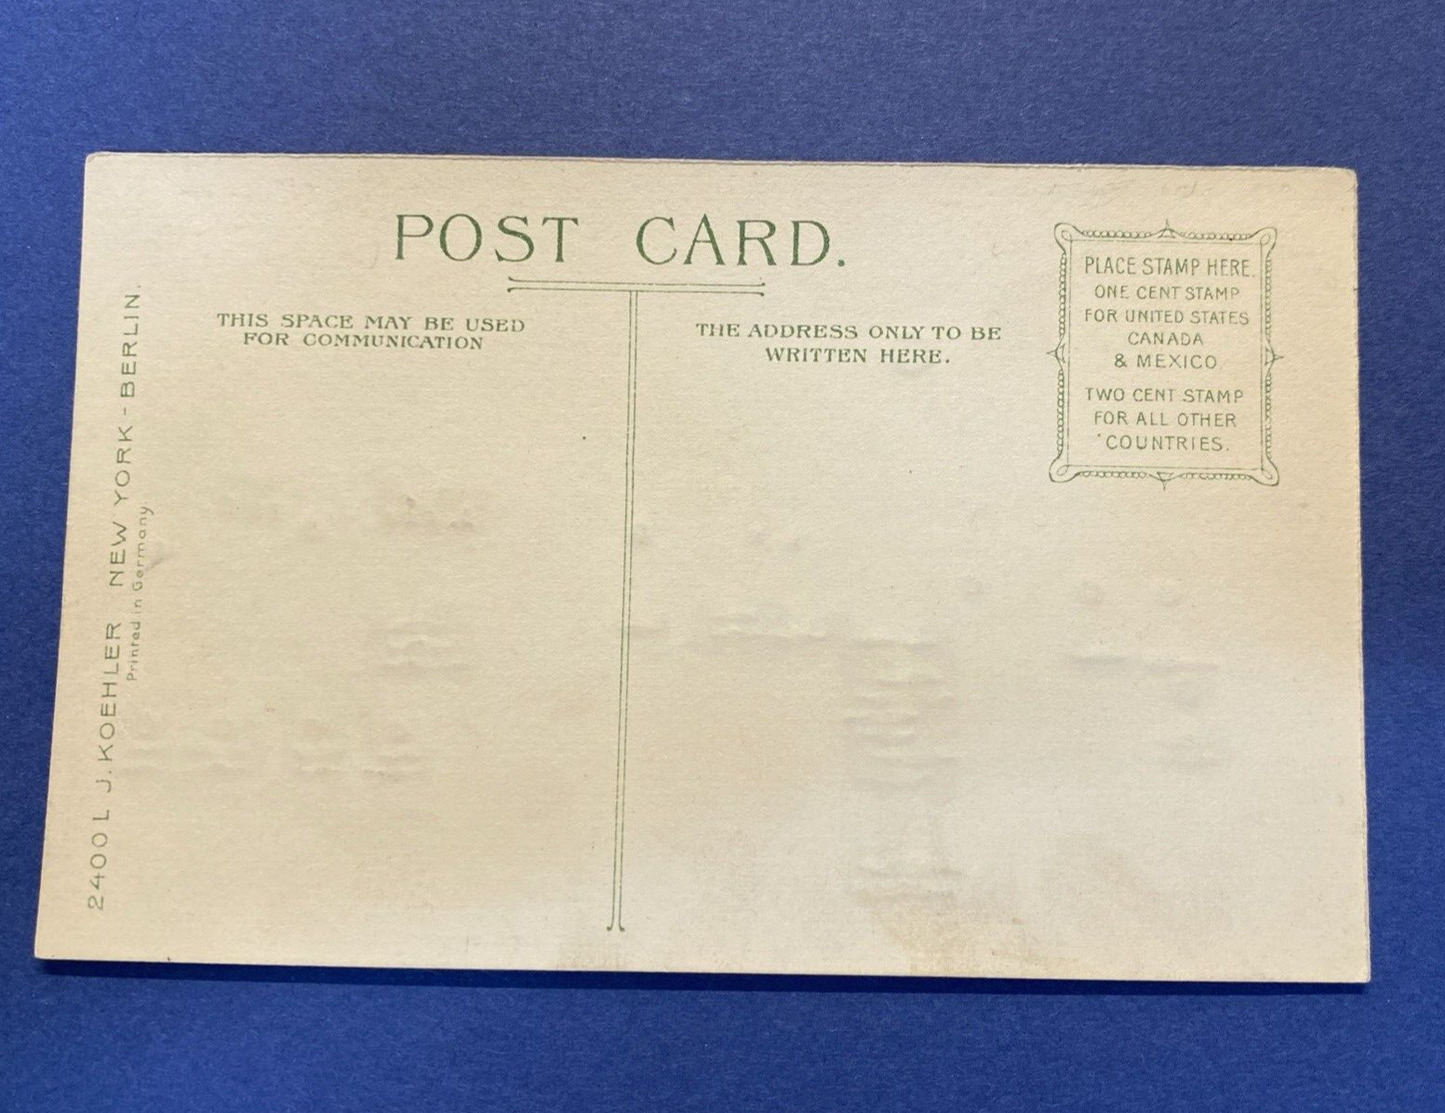 POST CARD.
THIS SPACE MAY BE USED
FOR COMMUNICATION
THE ADDRESS ONLY TO BE
WRITTEN HERE.
PLACE STAMP HERE.
ONE CENT STAMP
FOR UNITED STATES
CANADA
& MEXICO
TWO CENT STAMP
FOR ALL OTHER
COUNTRIES.
2400 L J. KOEHLER NEW YORK - BERLIN.
Printed in Germany.